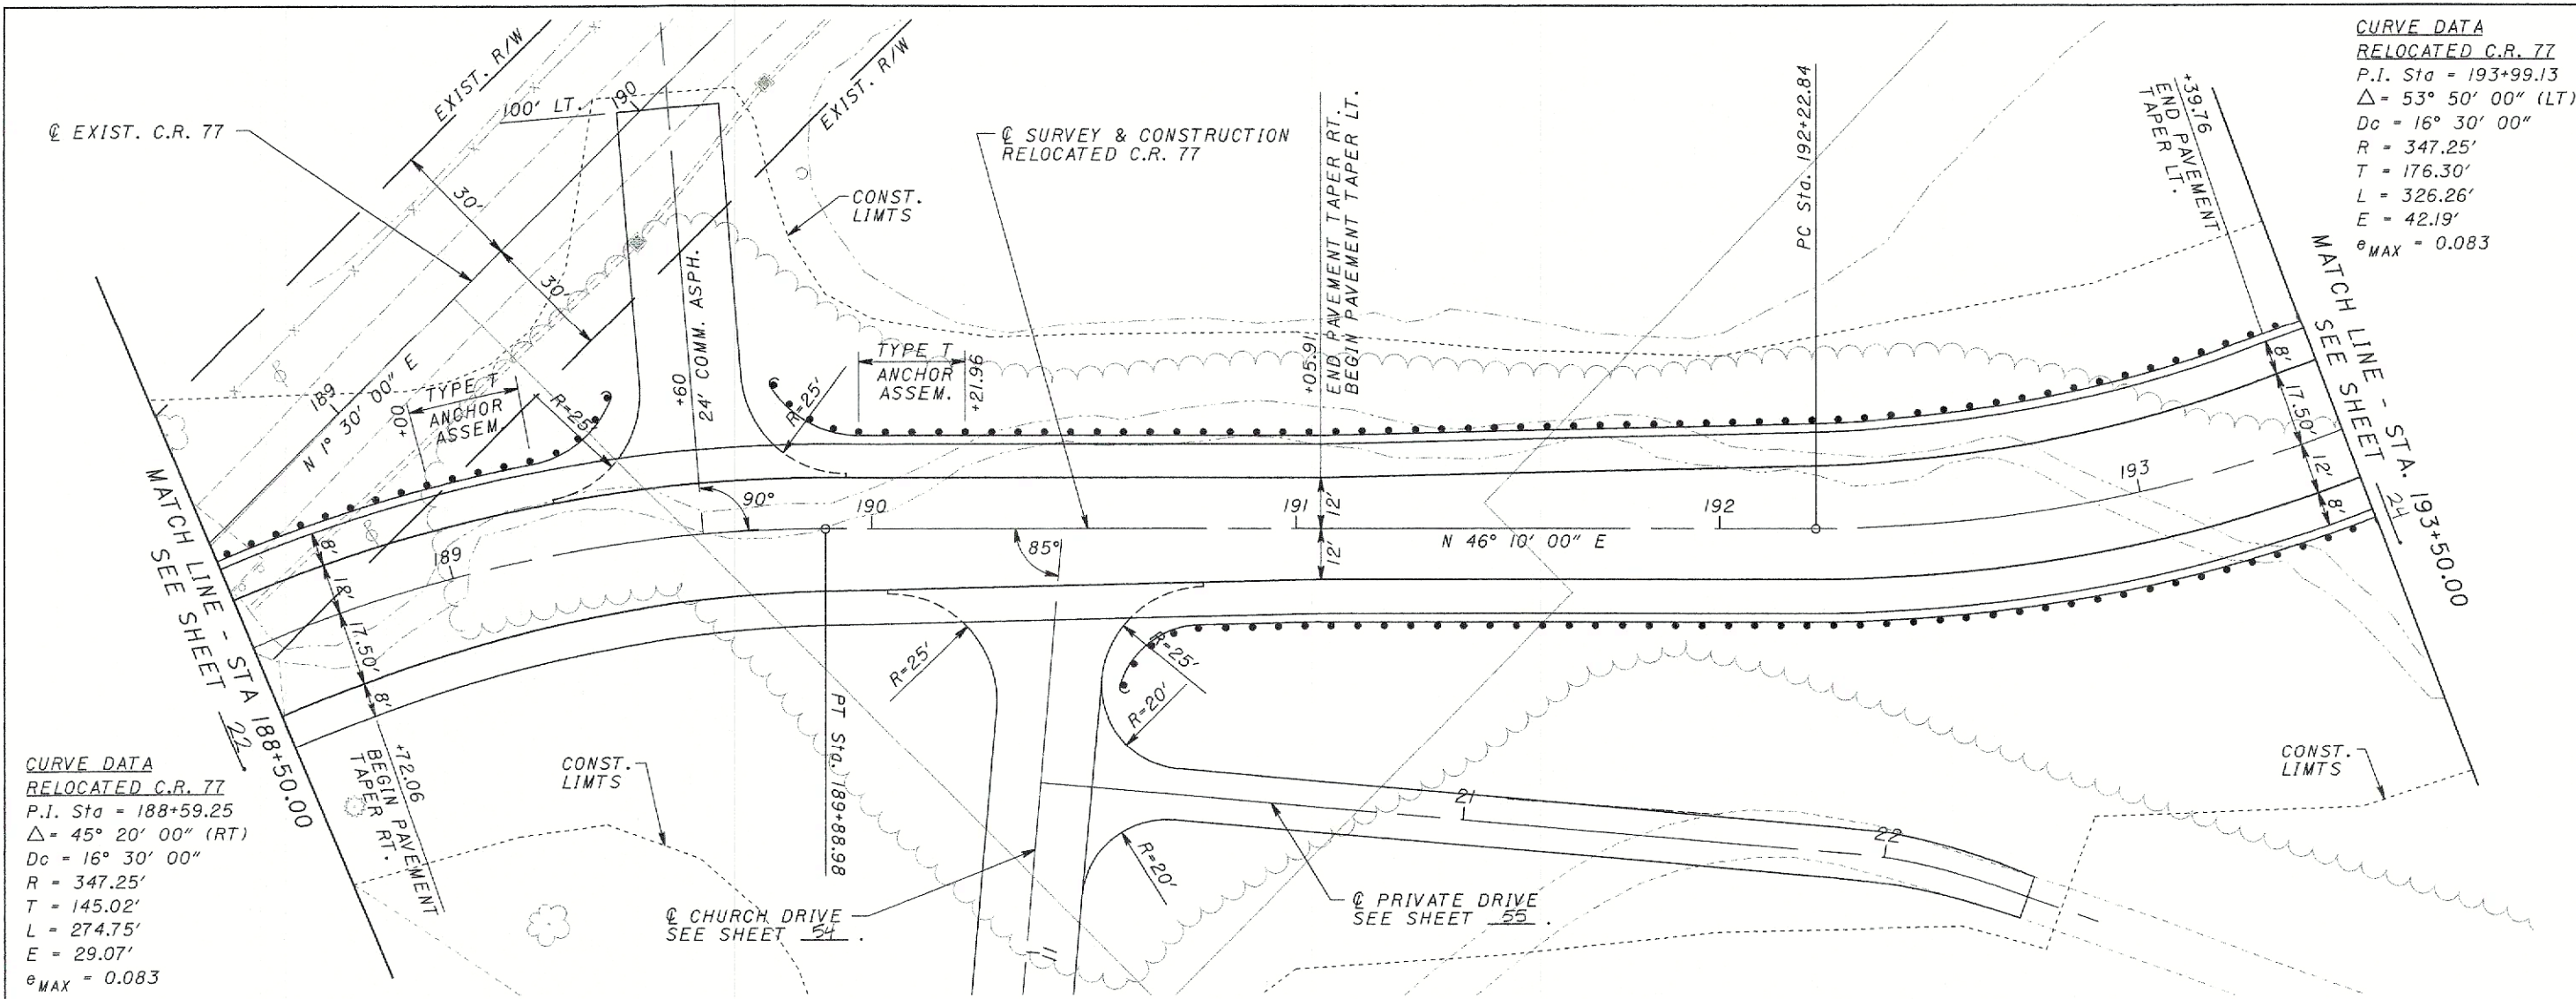 EXIST. R/W
EXIST. R/W
190
100' LT.
℄ EXIST. C.R. 77
30'
30'
CONST.
LIMTS
℄ SURVEY & CONSTRUCTION
RELOCATED C.R. 77
END PAVEMENT TAPER RT.
BEGIN PAVEMENT TAPER LT.
+05.91
PC Sta. 192+22.84
+39.76
END PAVEMENT
TAPER LT.
CURVE DATA
RELOCATED C.R. 77
P.I. Sta = 193+99.13
△= 53° 50' 00" (LT)
Dc = 16° 30' 00"
R = 347.25'
T = 176.30'
L = 326.26'
E = 42.19'
eMAX = 0.083
MATCH LINE - STA. 193+50.00
SEE SHEET 24
N 1° 30' 00" E
189
+00
TYPE T
ANCHOR
ASSEM.
R=25'
+60
24' COMM. ASPH.
R=25'
TYPE T
ANCHOR
ASSEM.
+21.96
8'
17.50'
12'
8'
90°
189
190
191
192
193
12'
12'
85°
N 46° 10' 00" E
8'
18'
17.50'
8'
MATCH LINE - STA 188+50.00
SEE SHEET 22
+72.06
BEGIN PAVEMENT
TAPER RT.
PT Sta. 189+88.98
R=25'
R=25'
R=20'
R=20'
CONST.
LIMTS
CONST.
LIMTS
21
22
℄ CHURCH DRIVE
SEE SHEET 54.
℄ PRIVATE DRIVE
SEE SHEET 55.
CURVE DATA
RELOCATED C.R. 77
P.I. Sta = 188+59.25
△= 45° 20' 00" (RT)
Dc = 16° 30' 00"
R = 347.25'
T = 145.02'
L = 274.75'
E = 29.07'
eMAX = 0.083